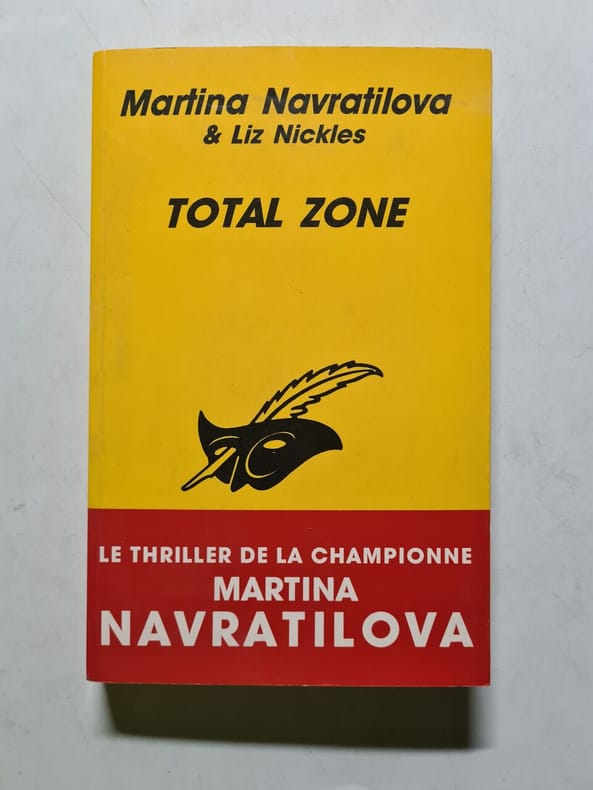 Martina Navratilova
& Liz Nickles
TOTAL ZONE
LE THRILLER DE LA CHAMPIONNE
MARTINA
NAVRATILOVA